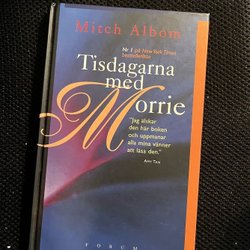 Mitch Albom
Nr 1 på New York Times
bestsellerlista
Tisdagarna
med
Morrie
"Jag älskar
den här boken
och uppmanar
alla mina vänner
att läsa den."
AMY TAN
FORUM